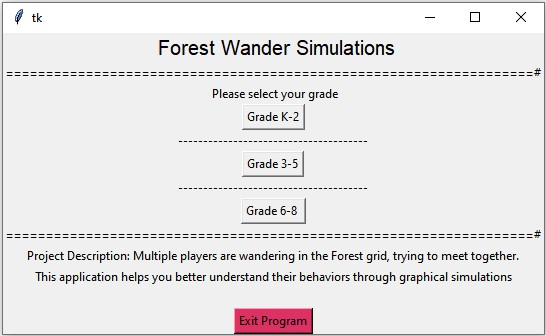 tk
Forest Wander Simulations
==================================================================#
Please select your grade
Grade K-2
------------------------------------
Grade 3-5
------------------------------------
Grade 6-8
==================================================================#
Project Description: Multiple players are wandering in the Forest grid, trying to meet together.
This application helps you better understand their behaviors through graphical simulations
Exit Program